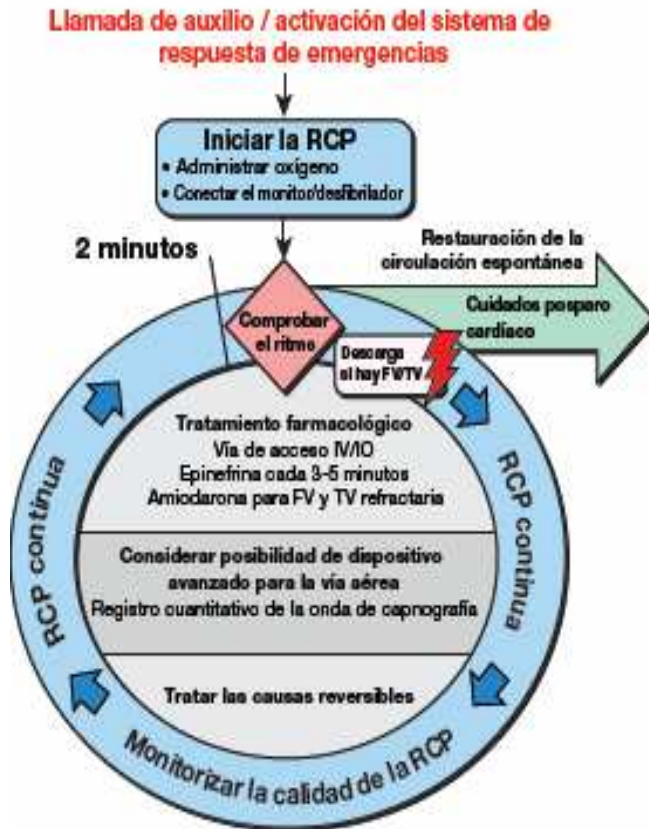 Llamada de auxilio / activación del sistema de
respuesta de emergencias
Iniciar la RCP
• Administrar oxígeno
• Conectar el monitor/desfibrilador
2 minutos
Restauración de la
circulación espontánea
Cuidados posparo
cardíaco
Comprobar
el ritmo
Descarga
si hay FV/TV
Tratamiento farmacológico
Vía de acceso IV/IO
Epinefrina cada 3-5 minutos
Amiodarona para FV y TV refractaria
RCP continua
RCP continua
Considerar posibilidad de dispositivo
avanzado para la vía aérea
Registro cuantitativo de la onda de capnografía
Tratar las causas reversibles
Monitorizar la calidad de la RCP